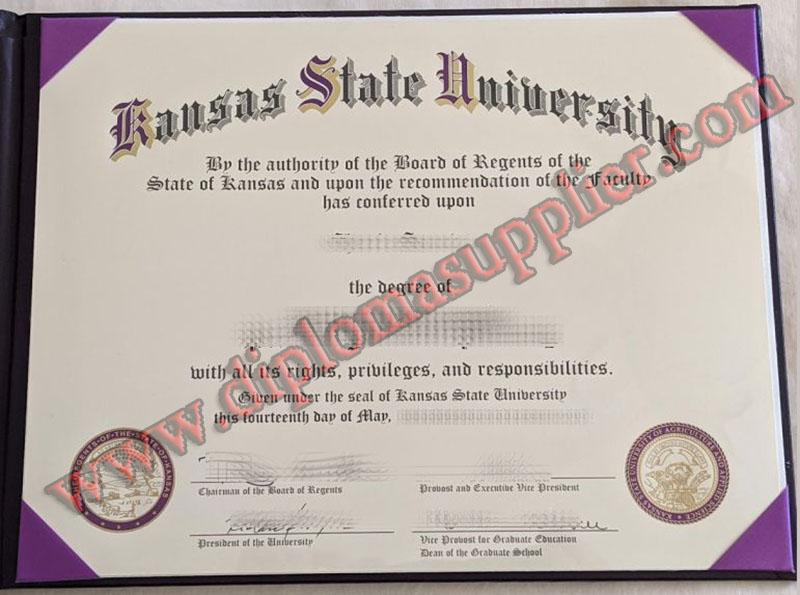 Kansas State University
By the authority of the Board of Regents of the
State of Kansas and upon the recommendation of the Faculty
has conferred upon
the degree of
with all its rights, privileges, and responsibilities.
Given under the seal of Kansas State University
this fourteenth day of May,
Chairman of the Board of Regents
Provost and Executive Vice President
President of the University
Vice Provost for Graduate Education
Dean of the Graduate School
www.diplomasupplier.com